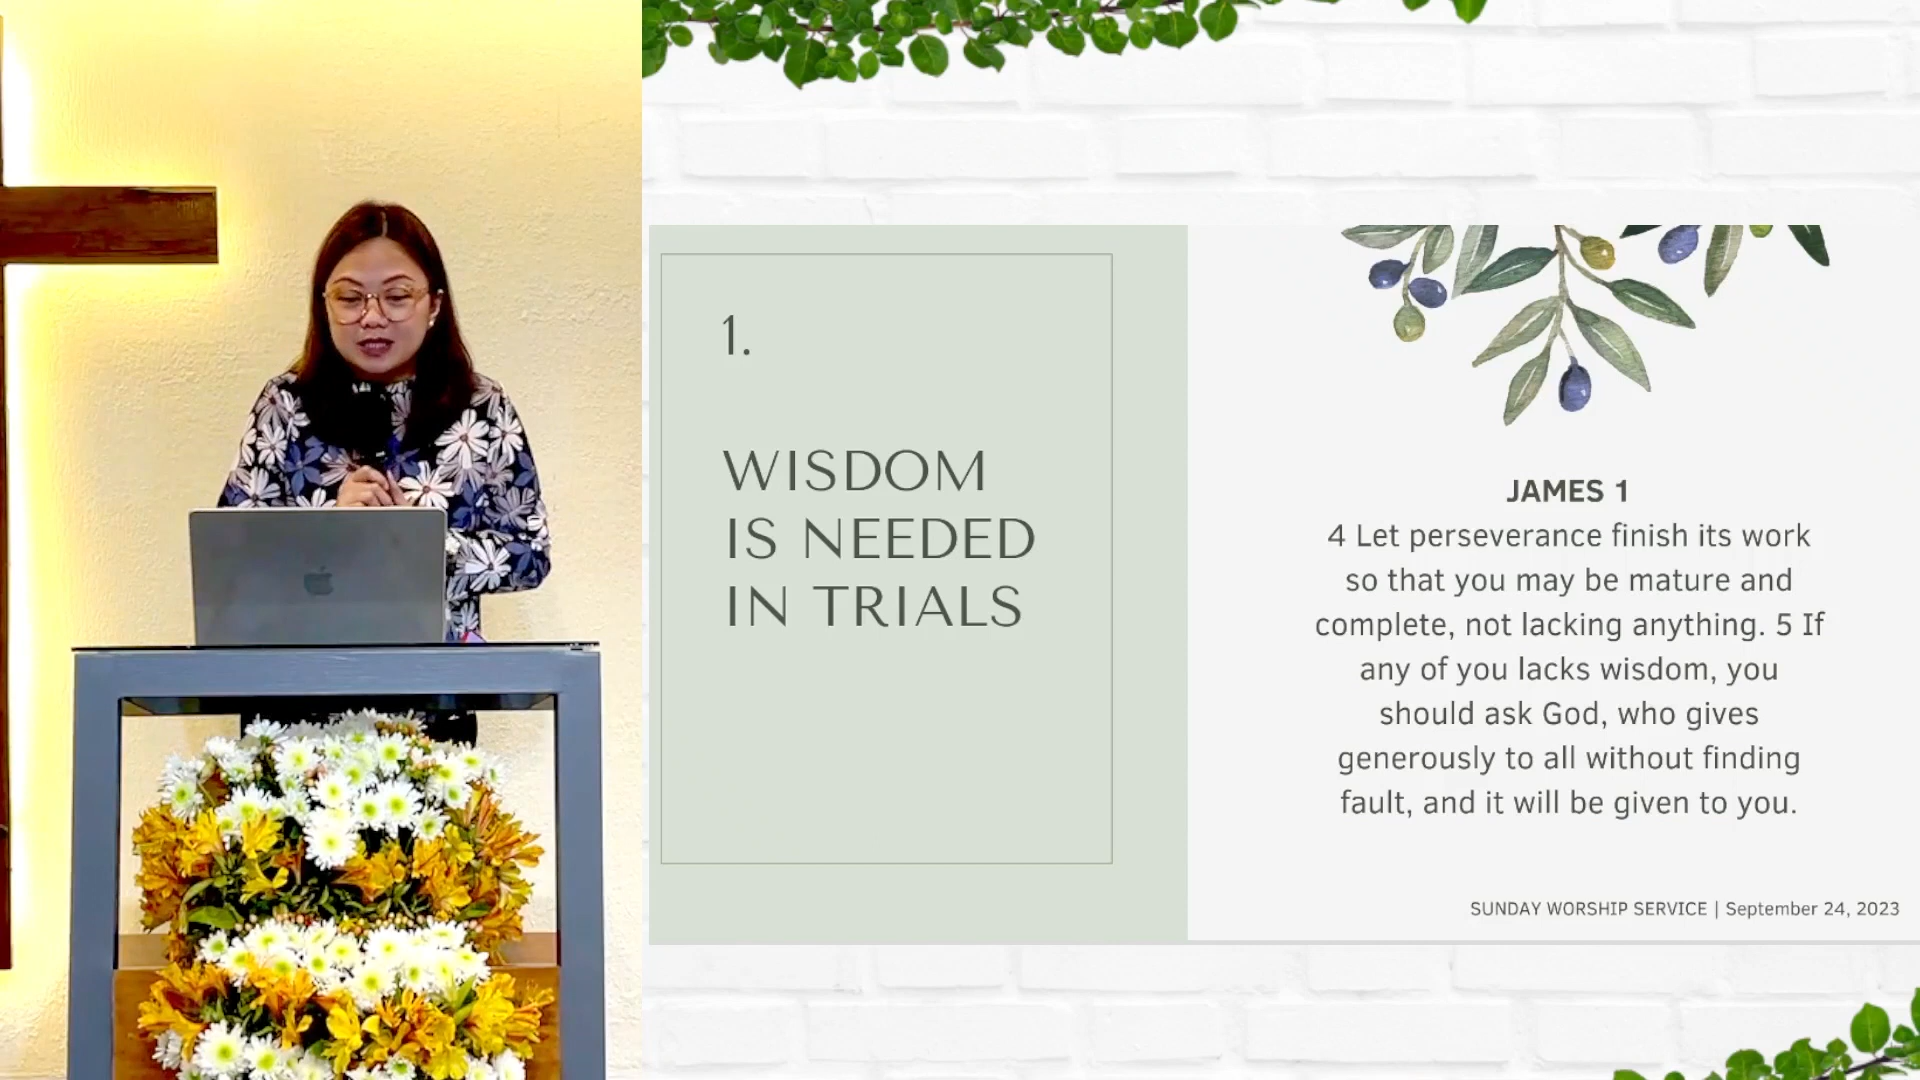 1.
WISDOM
IS NEEDED
IN TRIALS
JAMES 1
4 Let perseverance finish its work
so that you may be mature and
complete, not lacking anything. 5 If
any of you lacks wisdom, you
should ask God, who gives
generously to all without finding
fault, and it will be given to you.
SUNDAY WORSHIP SERVICE | September 24, 2023